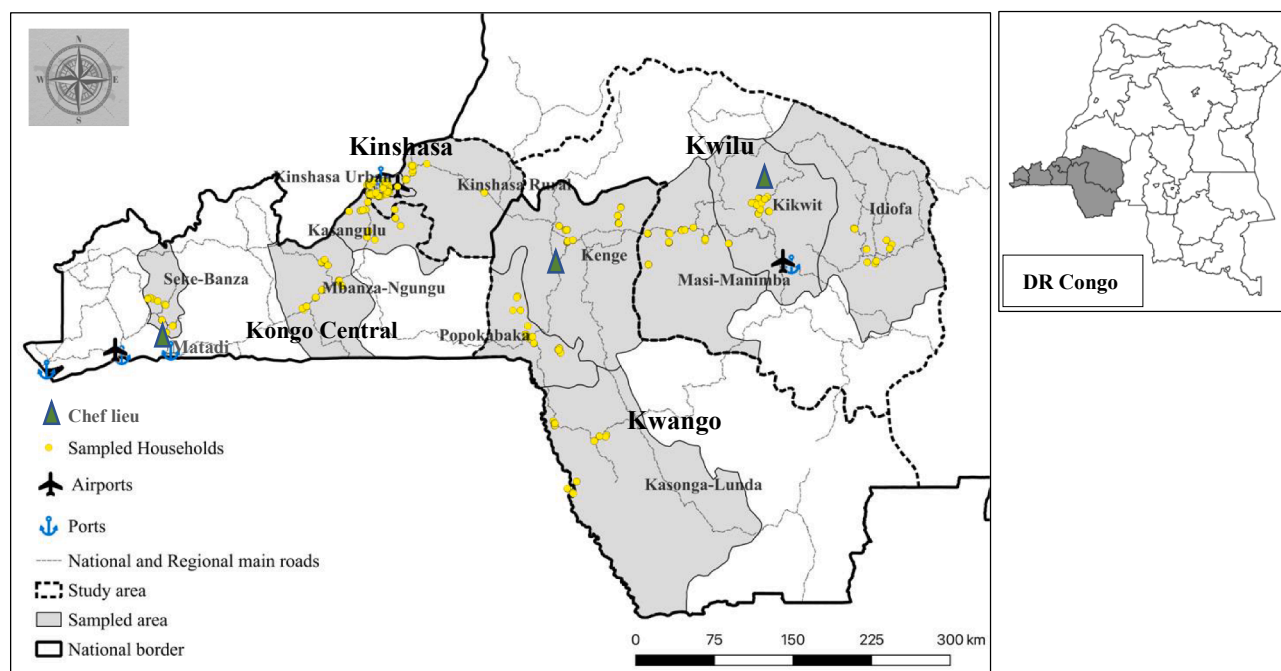 N
W
E
S
Kinshasa
Kinshasa Urban
Kinshasa Rural
Kasangulu
Kwilu
Kikwit
Idiofa
Kenge
Masi-Manimba
Seke-Banza
Mbanza-Ngungu
Kongo Central
Popokabaka
Matadi
Kwango
Kasonga-Lunda
Chef lieu
Sampled Households
Airports
Ports
National and Regional main roads
Study area
Sampled area
National border
0 75 150 225 300 km
DR Congo